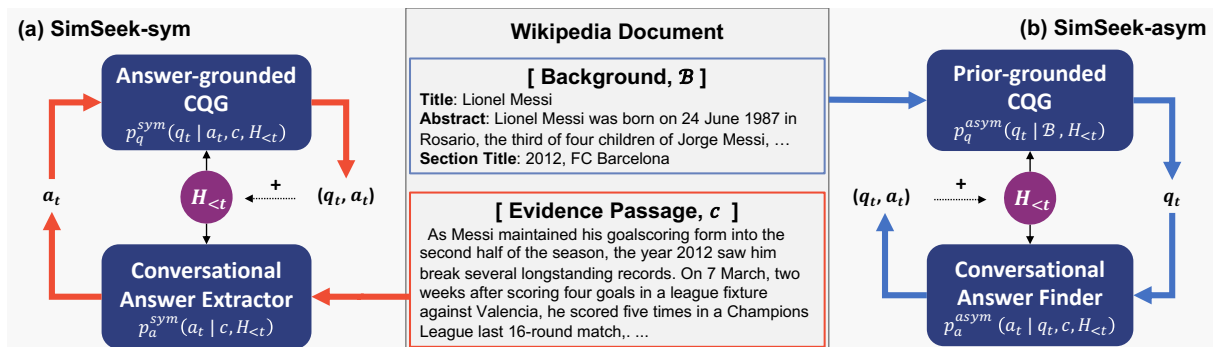 (a) SimSeek-sym
Answer-grounded
CQG
p_q^{sym}(q_t | a_t, c, H_{<t})
a_t
H_{<t}
+
(q_t, a_t)
Conversational
Answer Extractor
p_a^{sym}(a_t | c, H_{<t})
Wikipedia Document
[ Background, ℬ ]
Title: Lionel Messi
Abstract: Lionel Messi was born on 24 June 1987 in
Rosario, the third of four children of Jorge Messi, …
Section Title: 2012, FC Barcelona
[ Evidence Passage, c ]
As Messi maintained his goalscoring form into the
second half of the season, the year 2012 saw him
break several longstanding records. On 7 March, two
weeks after scoring four goals in a league fixture
against Valencia, he scored five times in a Champions
League last 16-round match,. ...
(b) SimSeek-asym
Prior-grounded
CQG
p_q^{asym}(q_t | ℬ, H_{<t})
(q_t, a_t)
+
H_{<t}
q_t
Conversational
Answer Finder
p_a^{asym}(a_t | q_t, c, H_{<t})